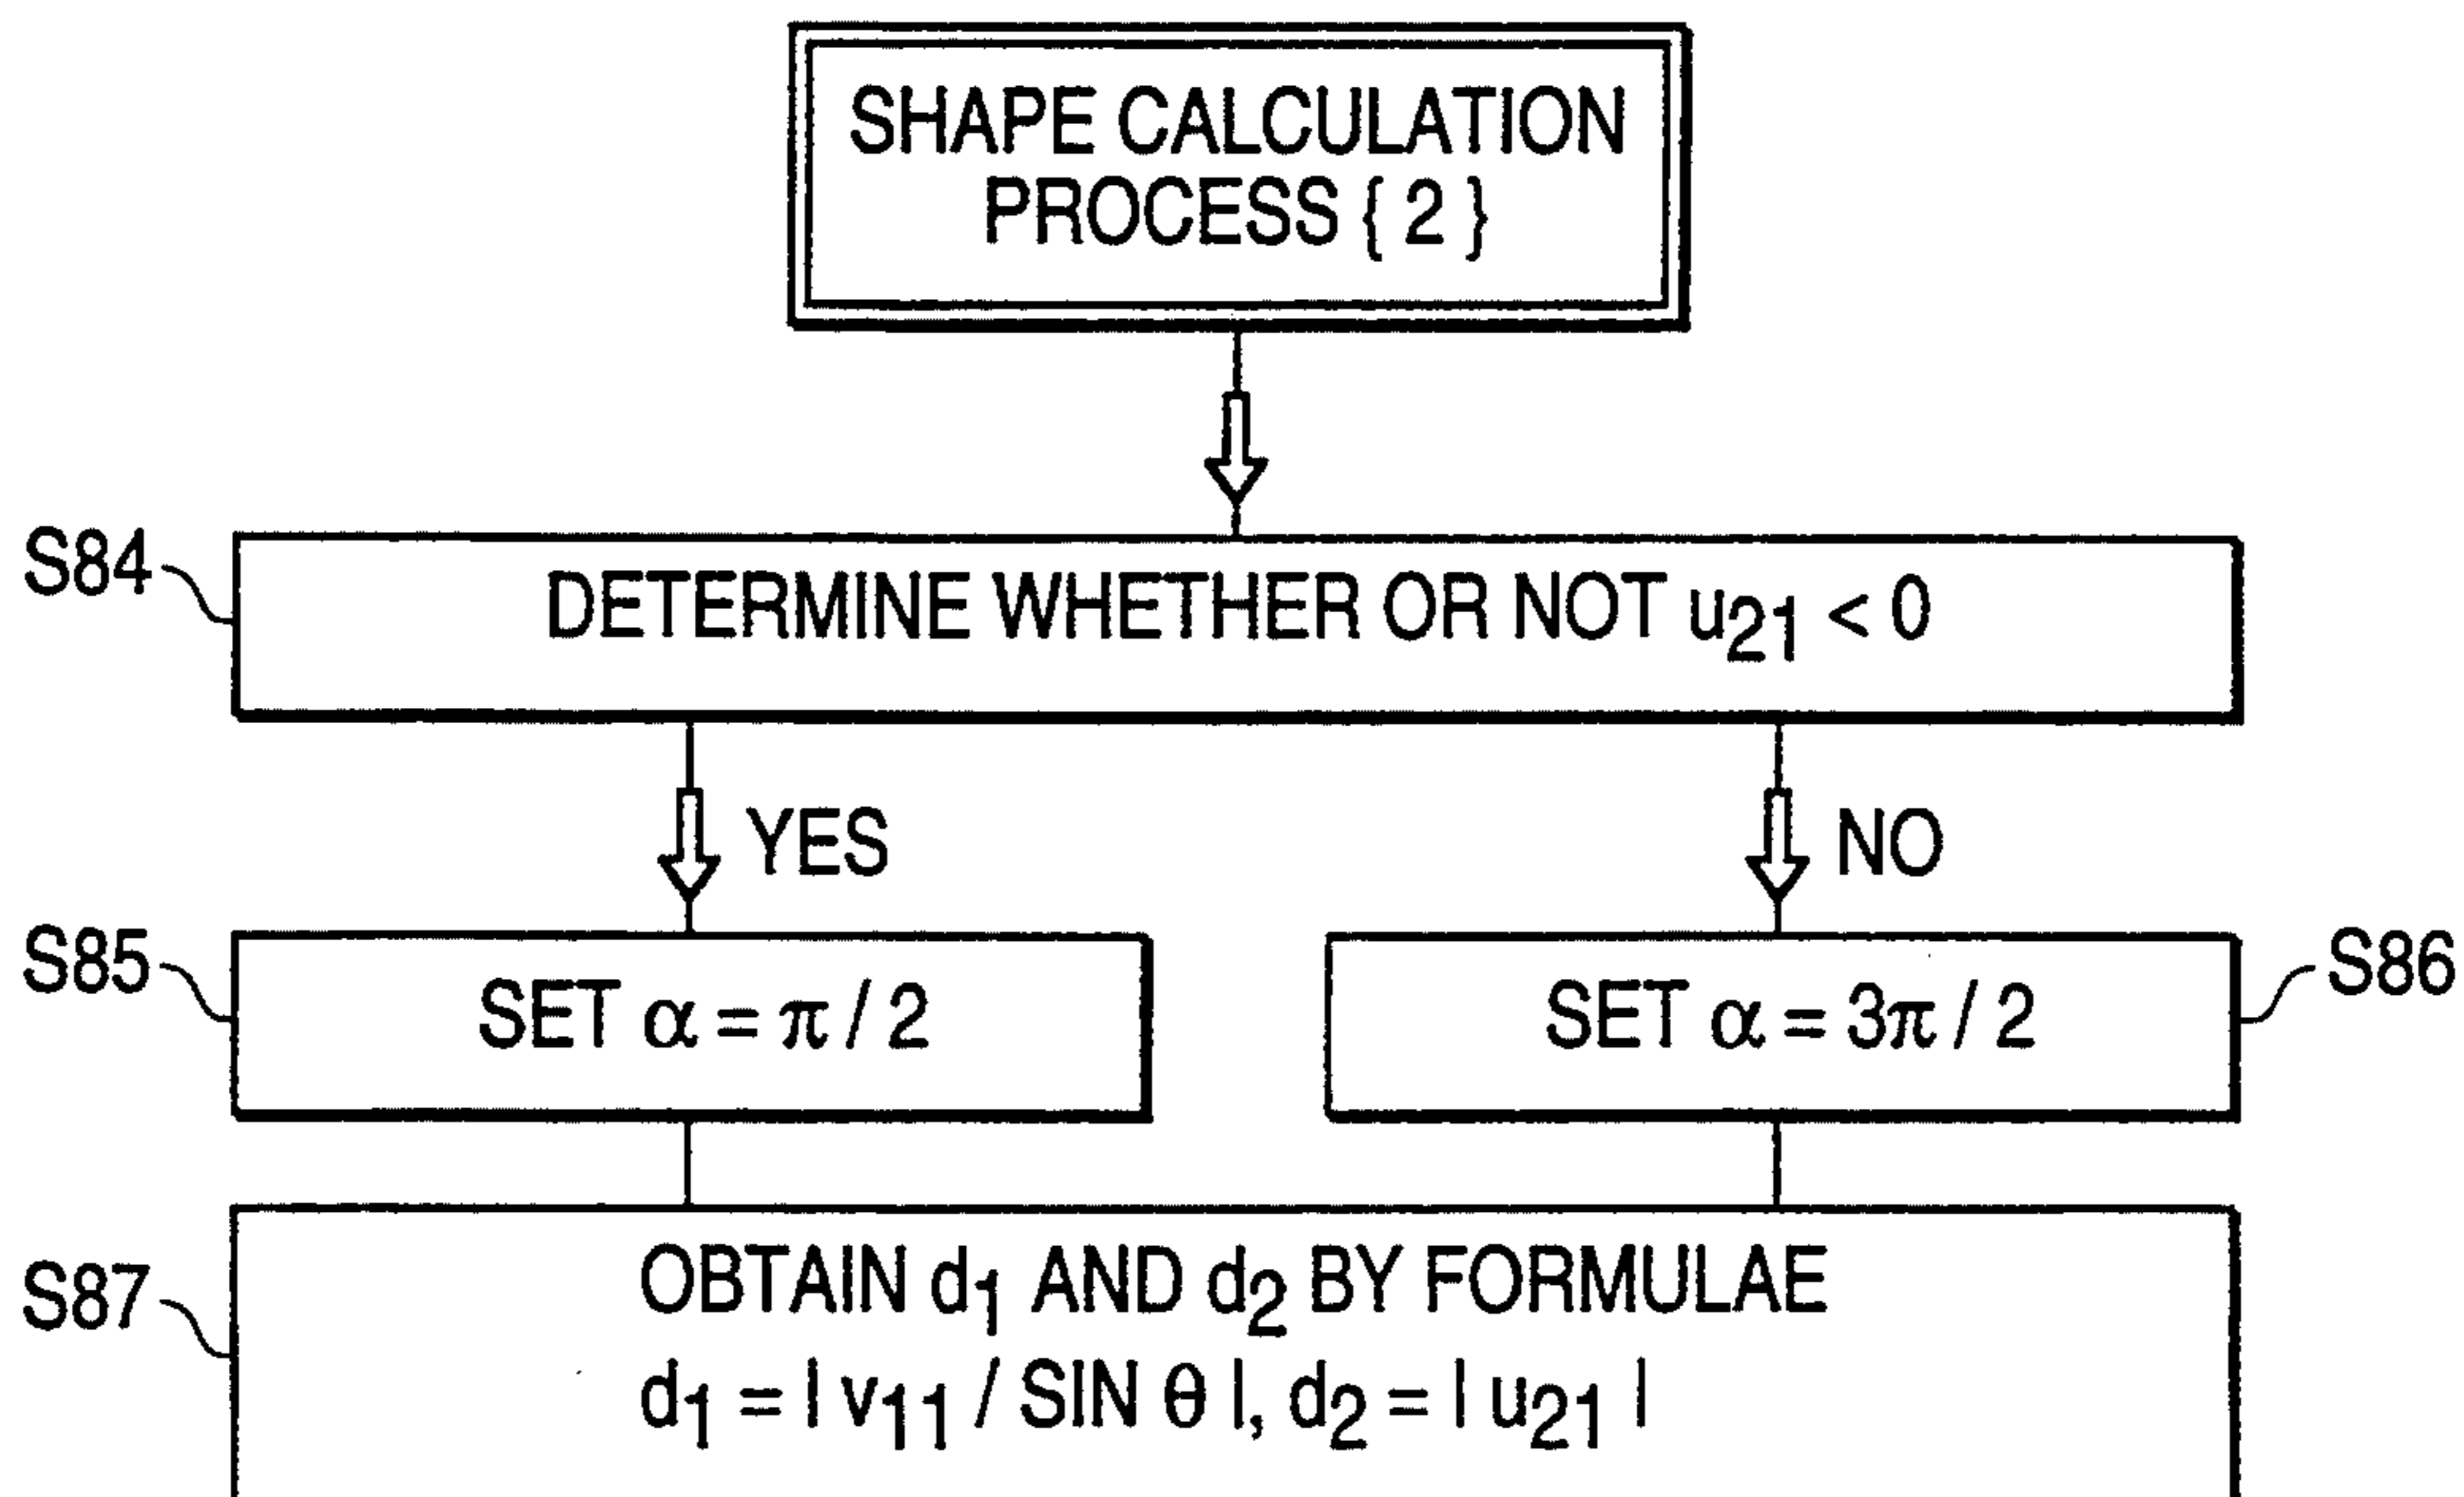 SHAPE CALCULATION
PROCESS { 2 }
S84
DETERMINE WHETHER OR NOT u₂₁ < 0
YES
NO
S85
SET α = π / 2
SET α = 3π / 2
S86
S87
OBTAIN d₁ AND d₂ BY FORMULAE
d₁ = | v₁₁ / SIN θ |, d₂ = | u₂₁ |